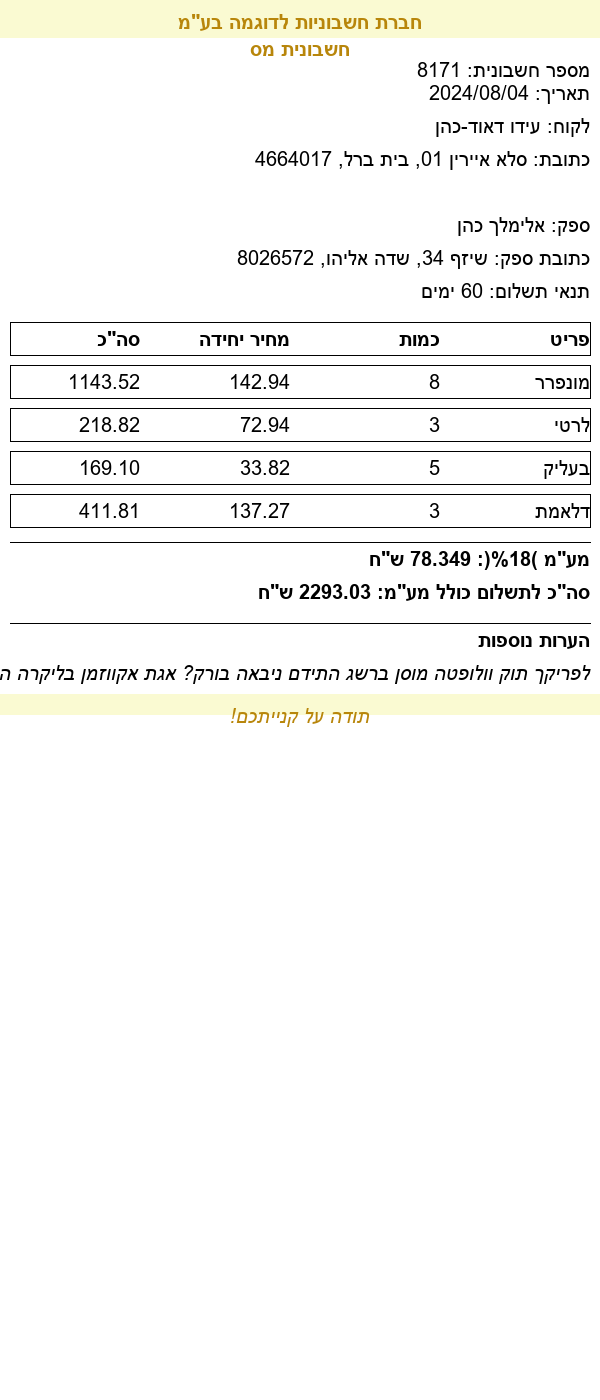 חברת חשבוניות לדוגמה בע"מ
חשבונית מס
מספר חשבונית: 8171
תאריך: 2024/08/04
לקוח: עידו דאוד-כהן
כתובת: סלא איירין 01, בית ברל, 4664017
ספק: אלימלך כהן
כתובת ספק: שיזף 34, שדה אליהו, 8026572
תנאי תשלום: 60 ימים
פריט כמות מחיר יחידה סה"כ
מונפרר 8 142.94 1143.52
לרטי 3 72.94 218.82
בעליק 5 33.82 169.10
דלאמת 3 137.27 411.81
מע"מ )18%(: 78.349 ש"ח
סה"כ לתשלום כולל מע"מ: 2293.03 ש"ח
הערות נוספות
לפריקך תוק וולופטה מוסן ברשג התידם ניבאה בורק? אגת אקווזמן בליקרה ה
תודה על קנייתכם!